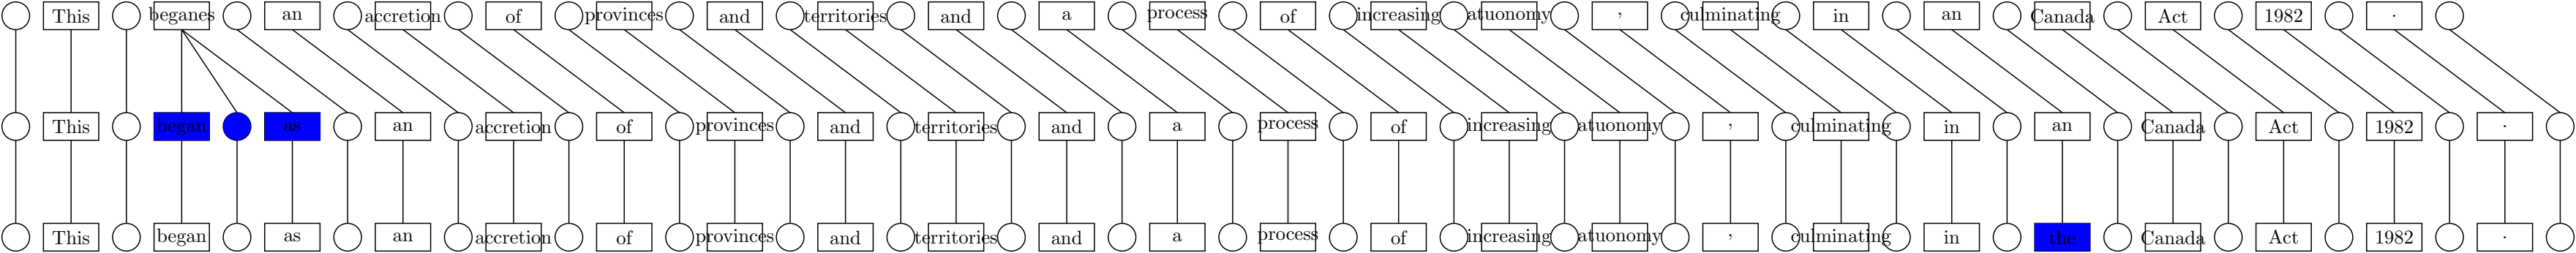 This beganes an accretion of provinces and territories and a process of increasing atuonomy , culminating in an Canada Act 1982 .
This began as an accretion of provinces and territories and a process of increasing atuonomy , culminating in an Canada Act 1982 .
This began as an accretion of provinces and territories and a process of increasing atuonomy , culminating in the Canada Act 1982 .